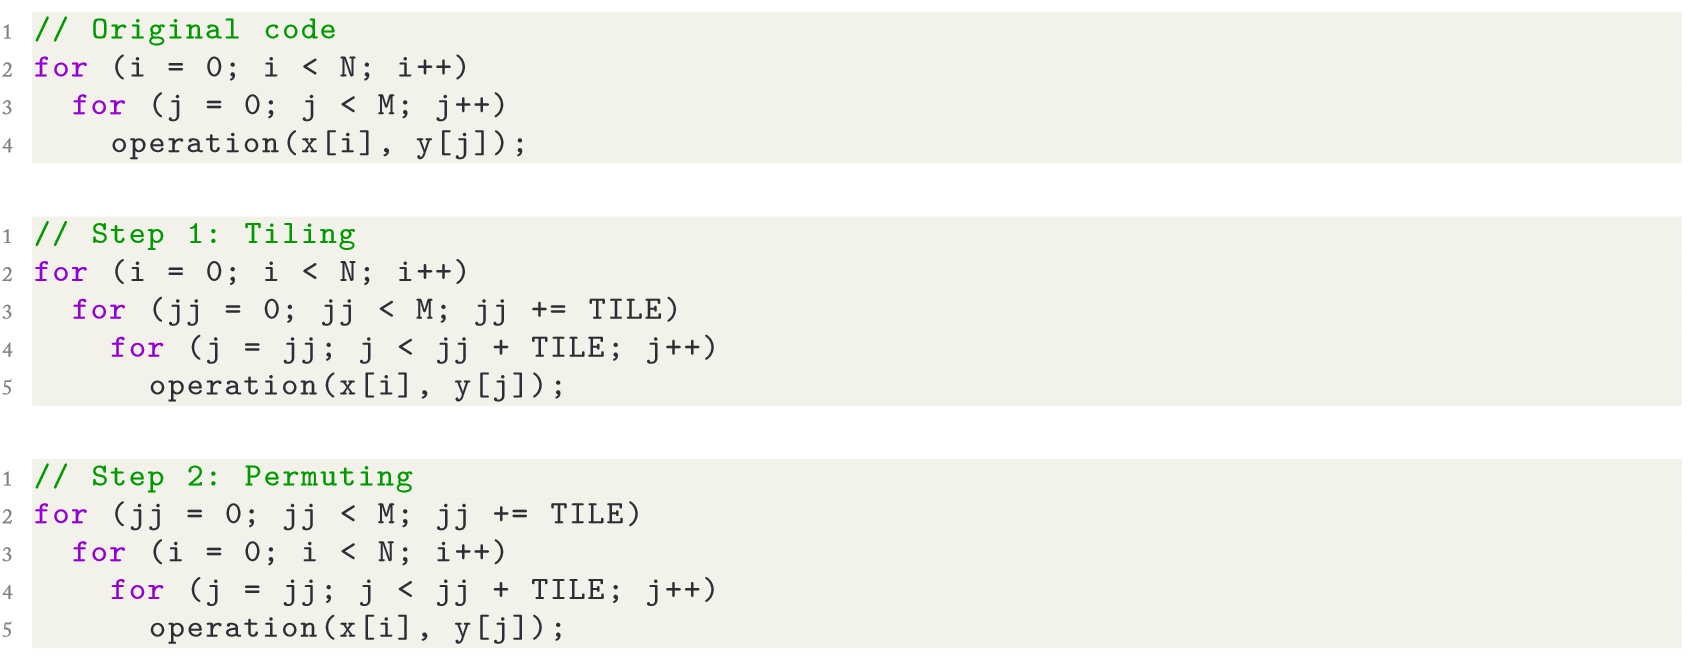 1 // Original code
2 for (i = 0; i < N; i++)
3   for (j = 0; j < M; j++)
4     operation(x[i], y[j]);
1 // Step 1: Tiling
2 for (i = 0; i < N; i++)
3   for (jj = 0; jj < M; jj += TILE)
4     for (j = jj; j < jj + TILE; j++)
5       operation(x[i], y[j]);
1 // Step 2: Permuting
2 for (jj = 0; jj < M; jj += TILE)
3   for (i = 0; i < N; i++)
4     for (j = jj; j < jj + TILE; j++)
5       operation(x[i], y[j]);